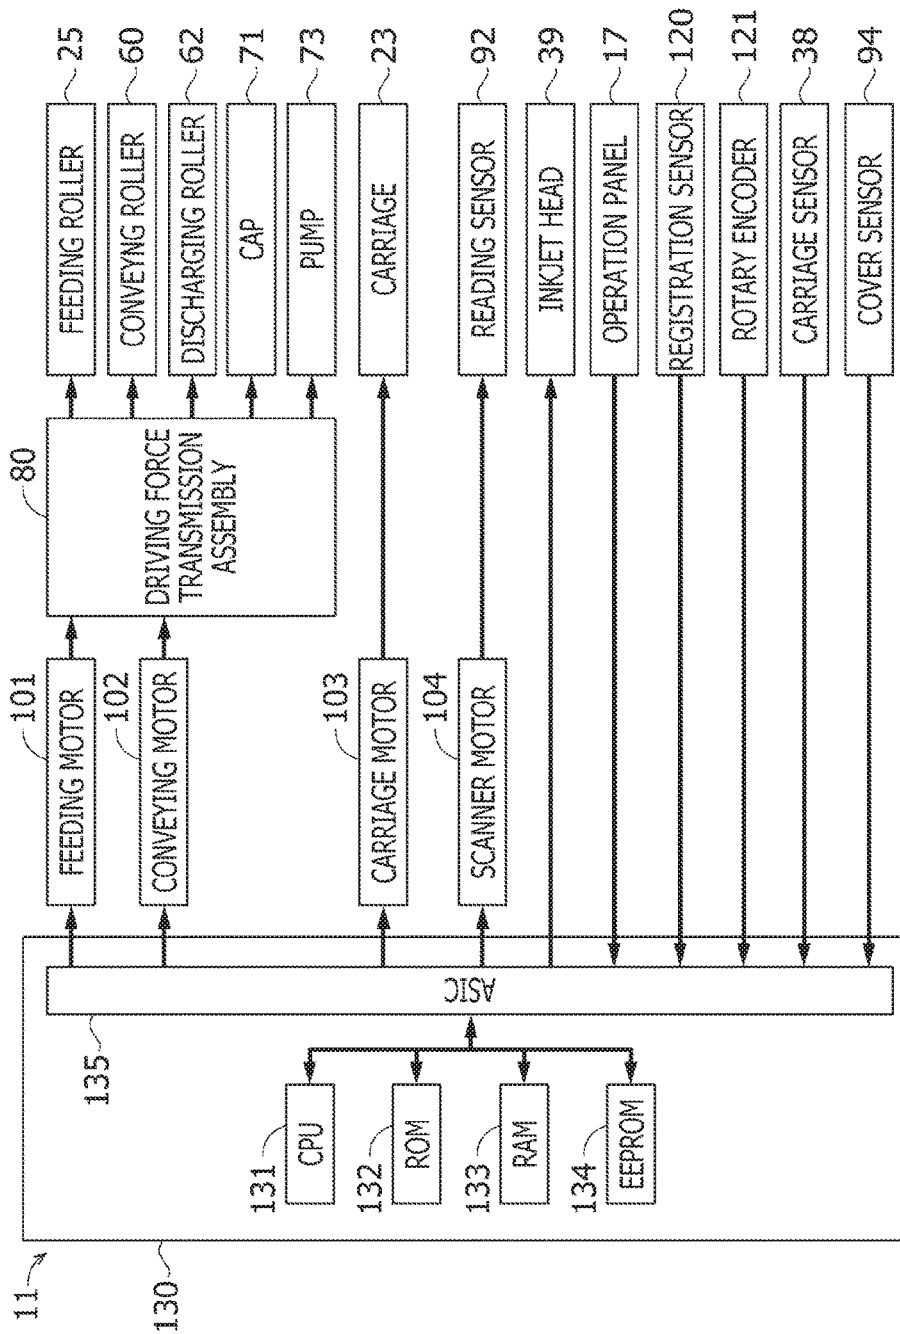 11
130
131
CPU
132
ROM
133
RAM
134
EEPROM
135
ASIC
101
FEEDING MOTOR
102
CONVEYING MOTOR
103
CARRIAGE MOTOR
104
SCANNER MOTOR
80
DRIVING FORCE
TRANSMISSION
ASSEMBLY
FEEDING ROLLER
25
CONVEYNG ROLLER
60
DISCHARGING ROLLER
62
CAP
71
PUMP
73
CARRIAGE
23
READING SENSOR
92
INKJET HEAD
39
OPERATION PANEL
17
REGISTRATION SENSOR
120
ROTARY ENCODER
121
CARRIAGE SENSOR
38
COVER SENSOR
94